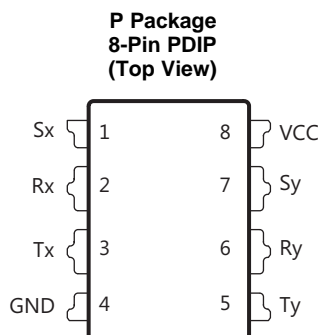 P Package
8-Pin PDIP
(Top View)
Sx 1 8 VCC
Rx 2 7 Sy
Tx 3 6 Ry
GND 4 5 Ty